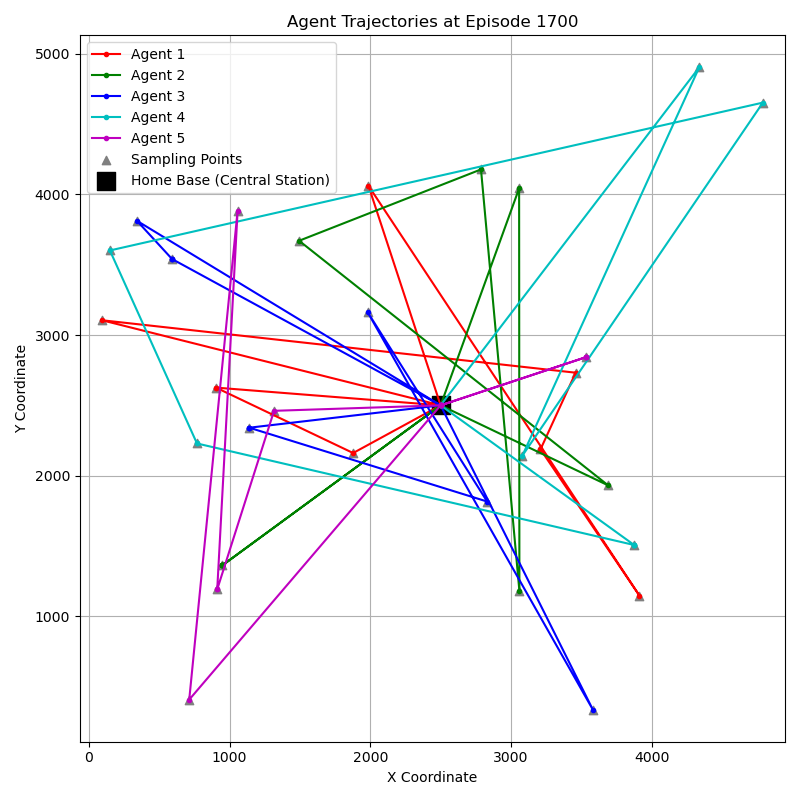 Agent Trajectories at Episode 1700
Agent 1
Agent 2
Agent 3
Agent 4
Agent 5
Sampling Points
Home Base (Central Station)
5000
4000
3000
2000
1000
Y Coordinate
0 1000 2000 3000 4000
X Coordinate